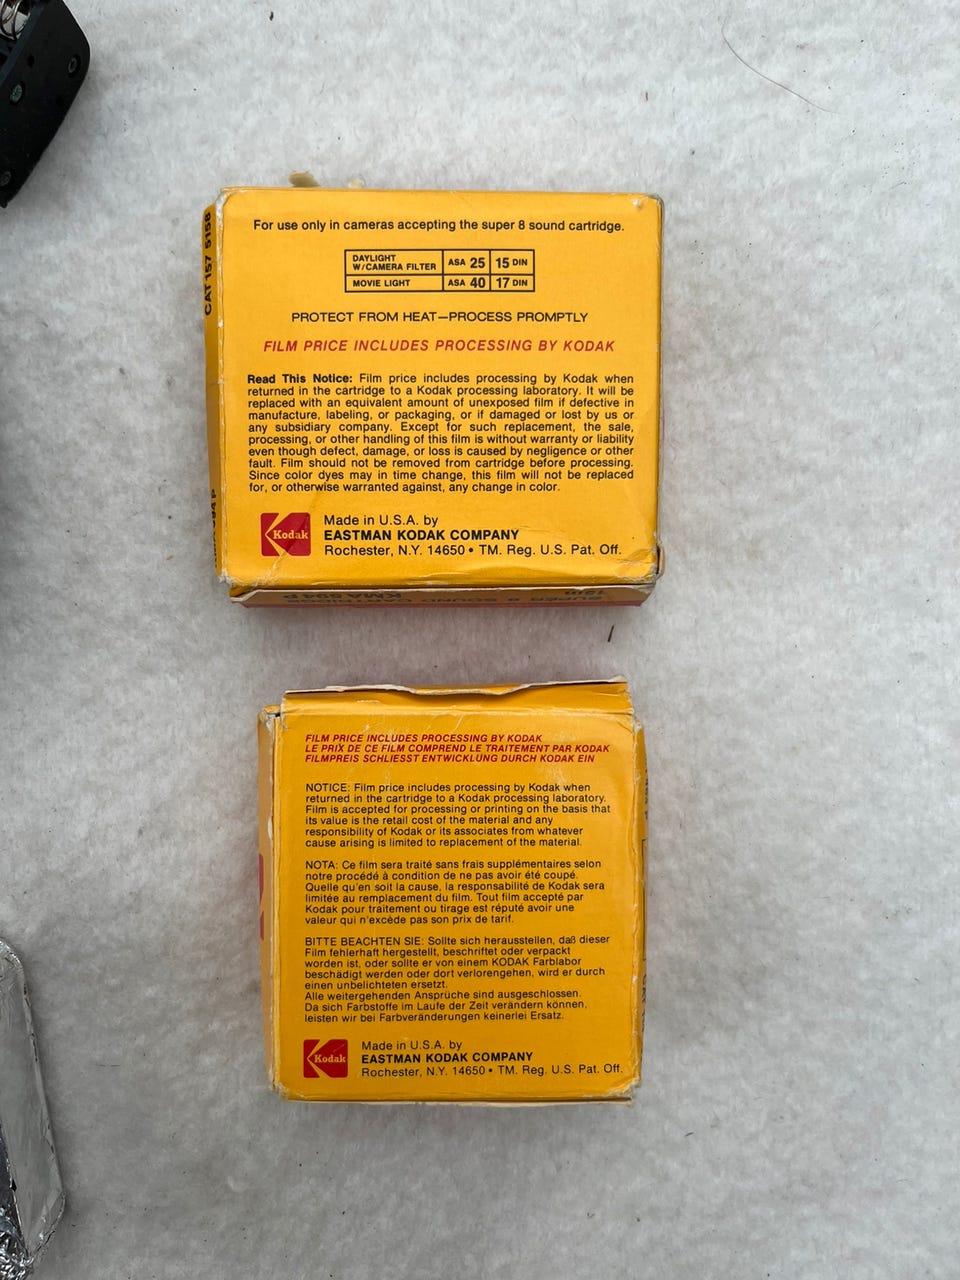 CAT 157 5158
For use only in cameras accepting the super 8 sound cartridge.
DAYLIGHT
W/CAMERA FILTER ASA 25 15 DIN
MOVIE LIGHT ASA 40 17 DIN
PROTECT FROM HEAT—PROCESS PROMPTLY
FILM PRICE INCLUDES PROCESSING BY KODAK
Read This Notice: Film price includes processing by Kodak when
returned in the cartridge to a Kodak processing laboratory. It will be
replaced with an equivalent amount of unexposed film if defective in
manufacture, labeling, or packaging, or if damaged or lost by us or
any subsidiary company. Except for such replacement, the sale,
processing, or other handling of this film is without warranty or liability
even though defect, damage, or loss is caused by negligence or other
fault. Film should not be removed from cartridge before processing.
Since color dyes may in time change, this film will not be replaced
for, or otherwise warranted against, any change in color.
Kodak
Made in U.S.A. by
EASTMAN KODAK COMPANY
Rochester, N.Y. 14650 • TM. Reg. U.S. Pat. Off.
SUPER 8 SOUND CARTRIDGE
KMA 594 P
15m
FILM PRICE INCLUDES PROCESSING BY KODAK
LE PRIX DE CE FILM COMPREND LE TRAITEMENT PAR KODAK
FILMPREIS SCHLIESST ENTWICKLUNG DURCH KODAK EIN
NOTICE: Film price includes processing by Kodak when
returned in the cartridge to a Kodak processing laboratory.
Film is accepted for processing or printing on the basis that
its value is the retail cost of the material and any
responsibility of Kodak or its associates from whatever
cause arising is limited to replacement of the material.
NOTA: Ce film sera traité sans frais supplémentaires selon
notre procédé à condition de ne pas avoir été coupé.
Quelle qu'en soit la cause, la responsabilité de Kodak sera
limitée au remplacement du film. Tout film accepté par
Kodak pour traitement ou tirage est réputé avoir une
valeur qui n'excède pas son prix de tarif.
BITTE BEACHTEN SIE: Sollte sich herausstellen, daß dieser
Film fehlerhaft hergestellt, beschriftet oder verpackt
worden ist, oder sollte er von einem KODAK Farblabor
beschädigt werden oder dort verlorengehen, wird er durch
einen unbelichteten ersetzt.
Alle weitergehenden Ansprüche sind ausgeschlossen.
Da sich Farbstoffe im Laufe der Zeit verändern können,
leisten wir bei Farbveränderungen keinerlei Ersatz.
Kodak
Made in U.S.A. by
EASTMAN KODAK COMPANY
Rochester, N.Y. 14650 • TM. Reg. U.S. Pat. Off.